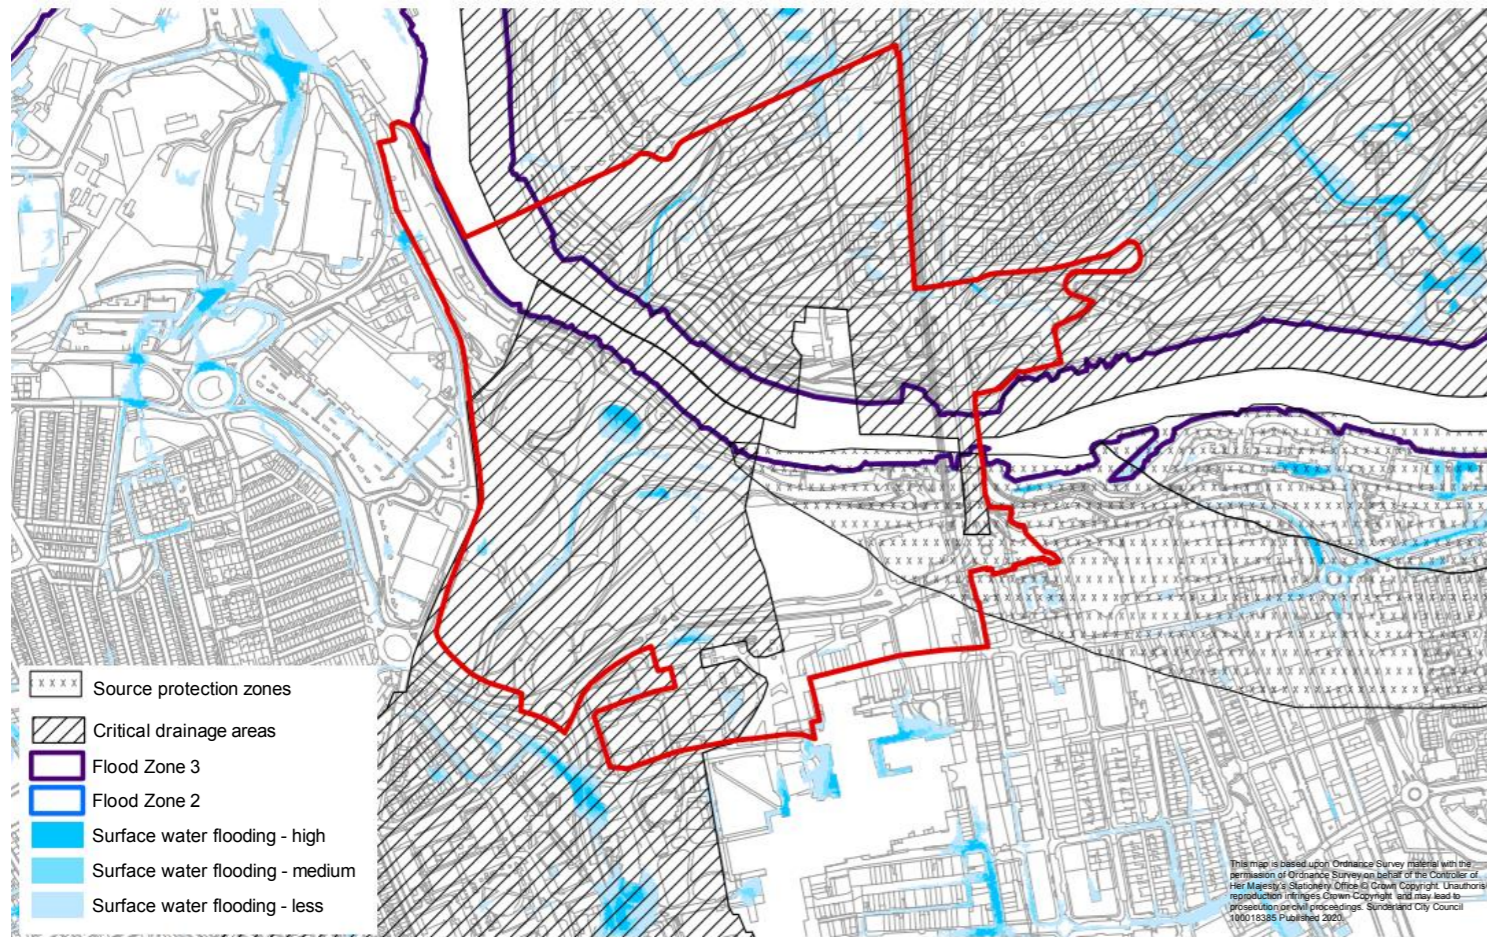 Source protection zones
Critical drainage areas
Flood Zone 3
Flood Zone 2
Surface water flooding - high
Surface water flooding - medium
Surface water flooding - less
This map is based upon Ordnance Survey material with the
permission of Ordnance Survey on behalf of the Controller of
Her Majesty's Stationery Office © Crown Copyright. Unauthoris
reproduction infringes Crown Copyright and may lead to
prosecution or civil proceedings. Sunderland City Council
100018385 Published 2020.